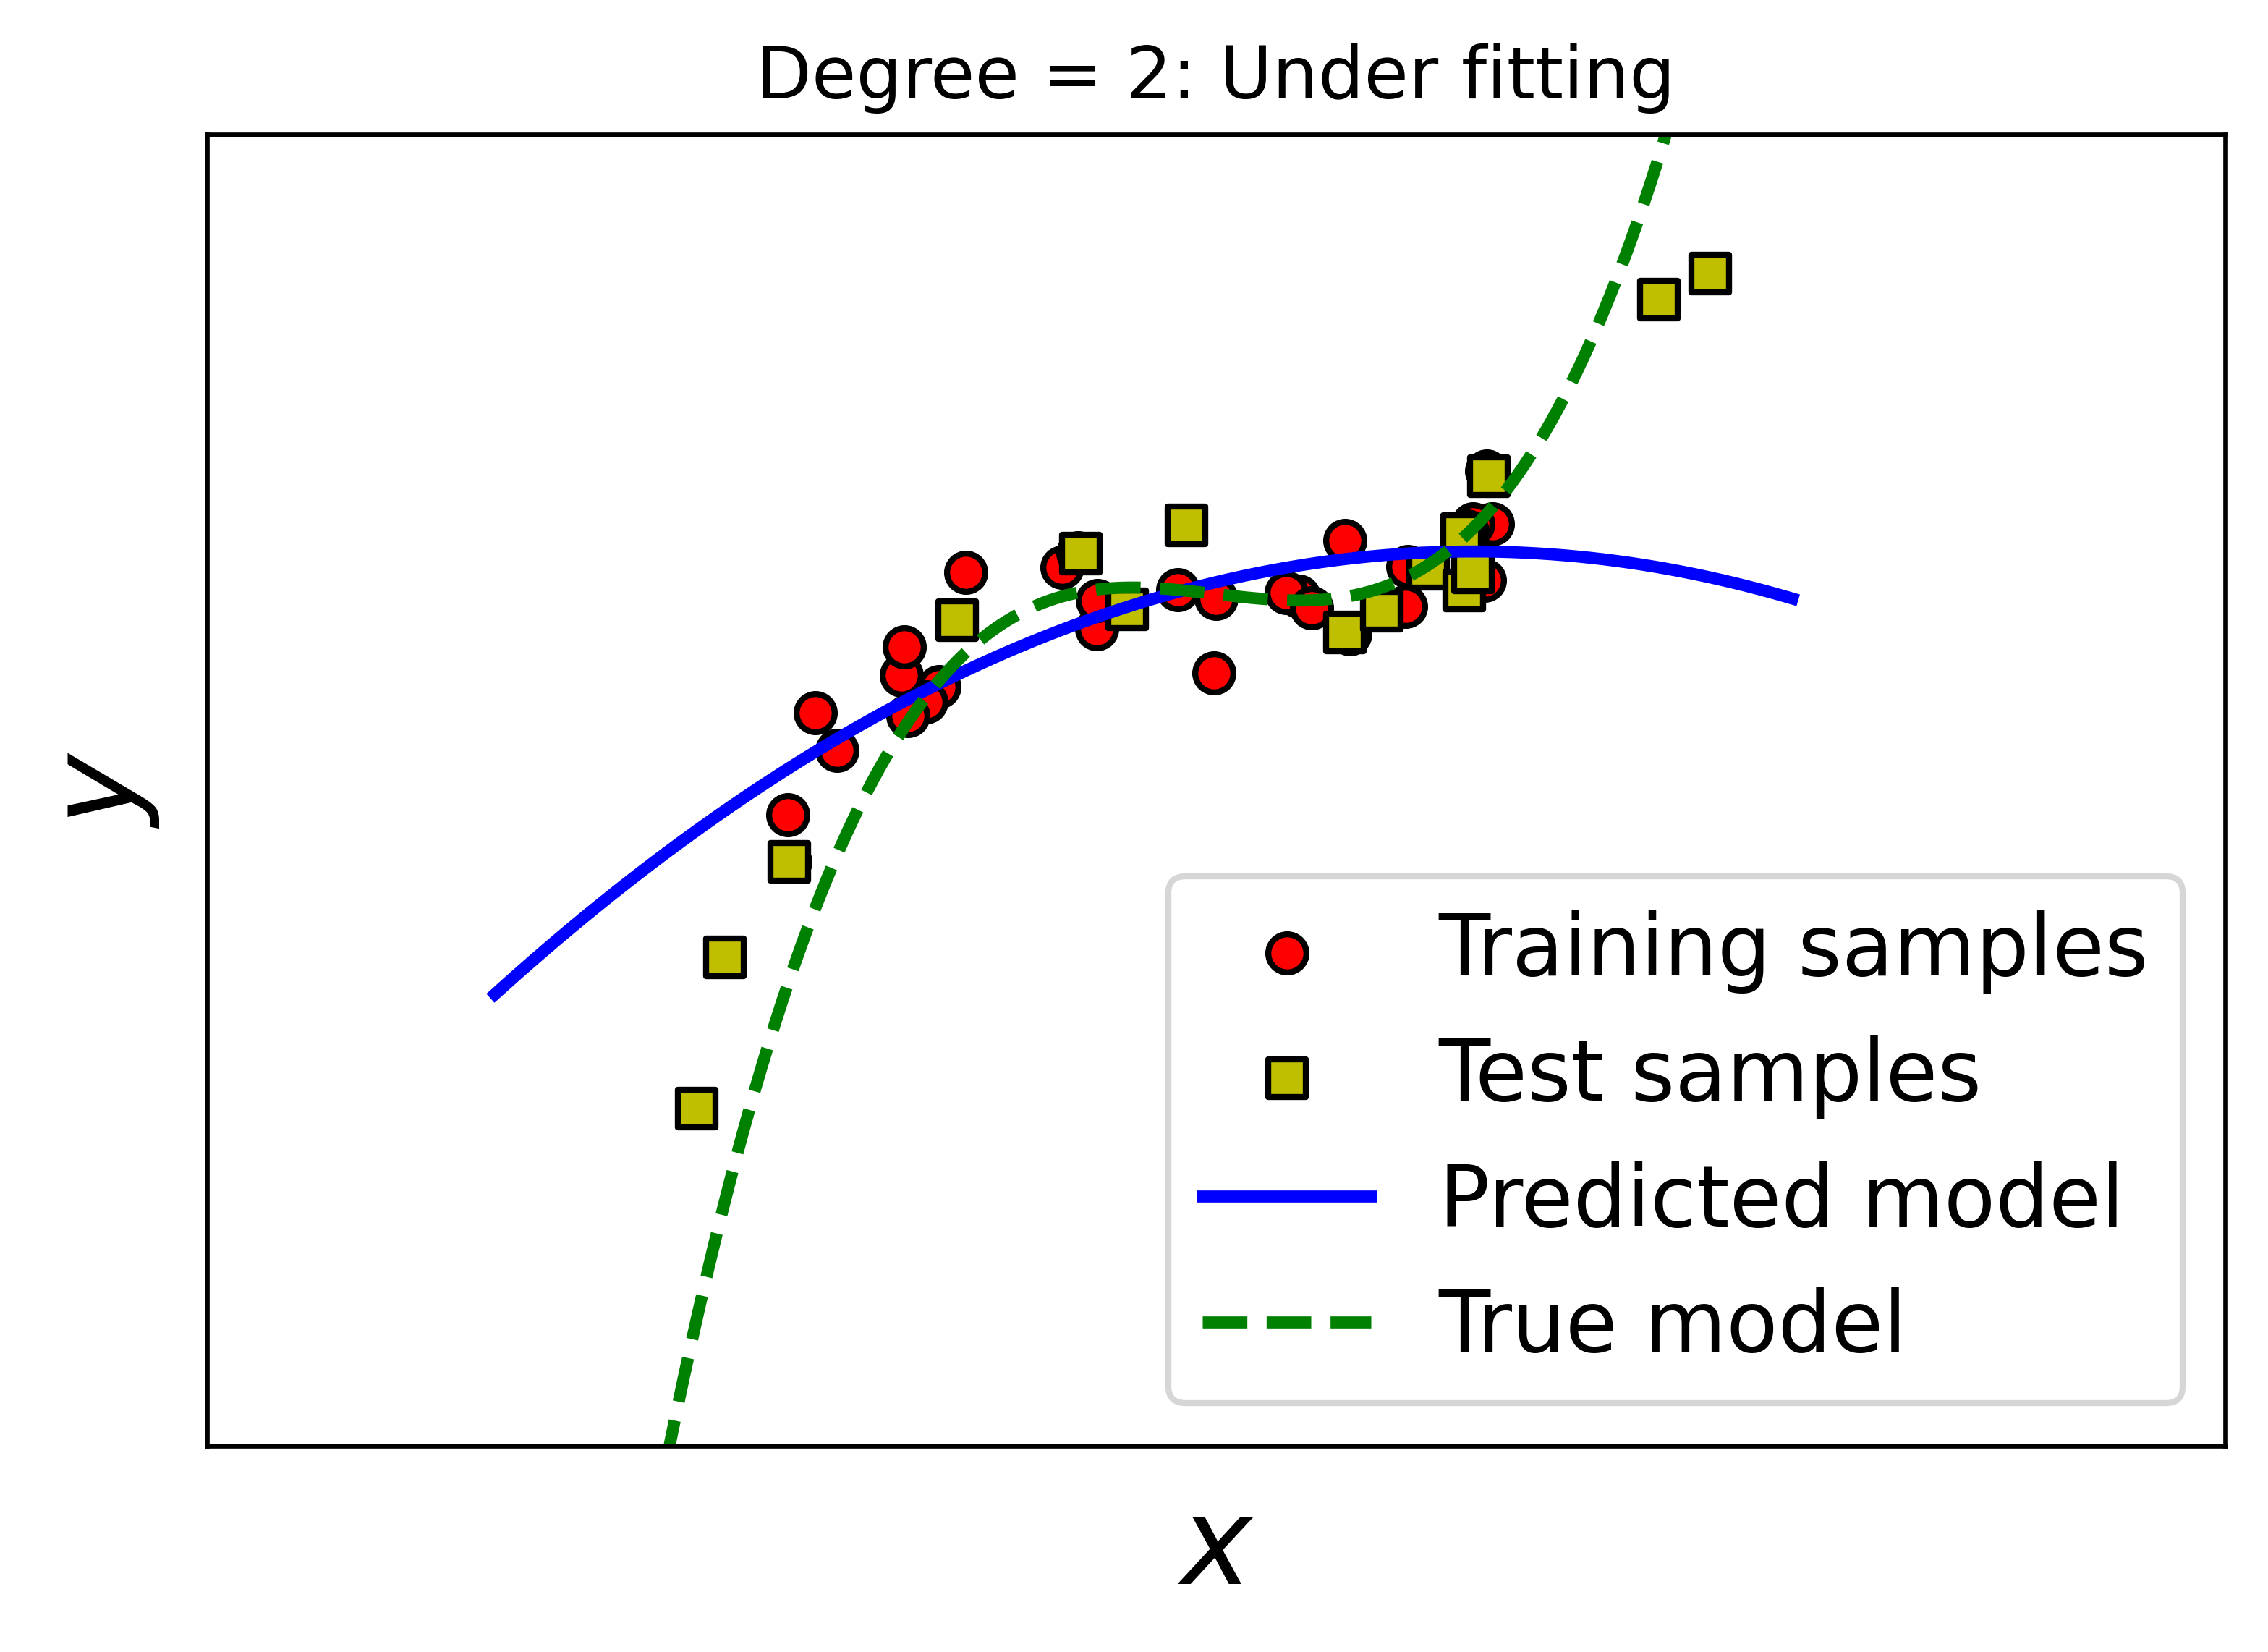 Degree = 2: Under fitting
y
Training samples
Test samples
Predicted model
True model
x